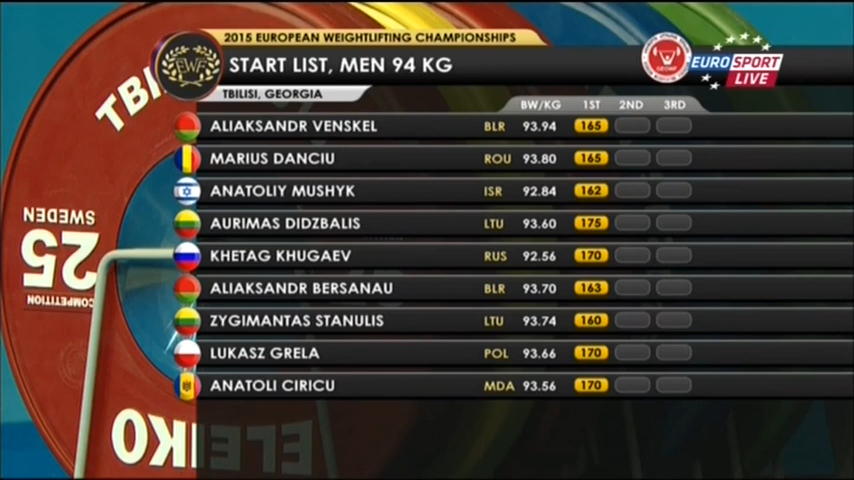 2015 EUROPEAN WEIGHTLIFTING CHAMPIONSHIPS
EWF
START LIST, MEN 94 KG
EUROSPORT
LIVE
TBILISI, GEORGIA
BW/KG 1ST 2ND 3RD
ALIAKSANDR VENSKEL BLR 93.94 165
MARIUS DANCIU ROU 93.80 165
ANATOLIY MUSHYK ISR 92.84 162
AURIMAS DIDZBALIS LTU 93.60 175
KHETAG KHUGAEV RUS 92.56 170
ALIAKSANDR BERSANAU BLR 93.70 163
ZYGIMANTAS STANULIS LTU 93.74 160
LUKASZ GRELA POL 93.66 170
ANATOLI CIRICU MDA 93.56 170
TBI
SWEDEN
25
COMPETITION
ELEIKO
OKI